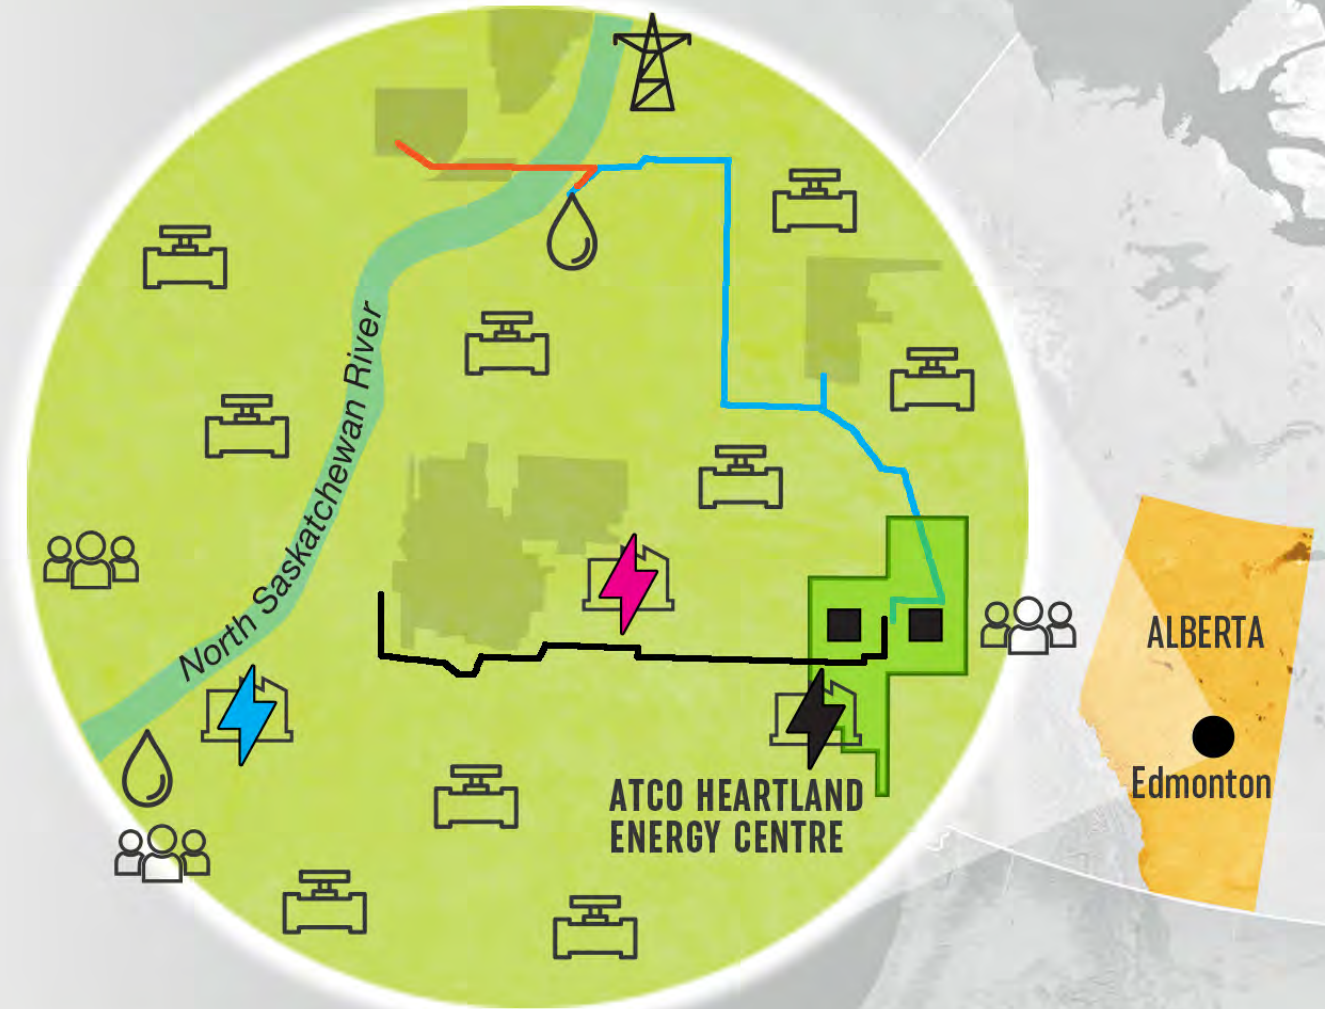 North Saskatchewan River
ALBERTA
Edmonton
ATCO HEARTLAND
ENERGY CENTRE